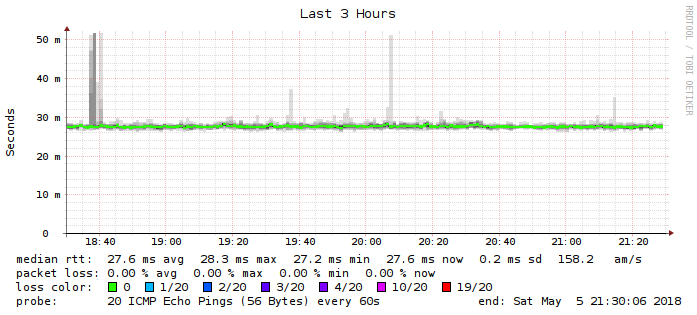 Last 3 Hours
RRDTOOL / TOBI OETIKER
Seconds
50 m
40 m
30 m
20 m
10 m
0
18:40 19:00 19:20 19:40 20:00 20:20 20:40 21:00 21:20
median rtt: 27.6 ms avg 28.3 ms max 27.2 ms min 27.6 ms now 0.2 ms sd 158.2 am/s
packet loss: 0.00 % avg 0.00 % max 0.00 % min 0.00 % now
loss color: 0 1/20 2/20 3/20 4/20 10/20 19/20
probe: 20 ICMP Echo Pings (56 Bytes) every 60s end: Sat May 5 21:30:06 2018